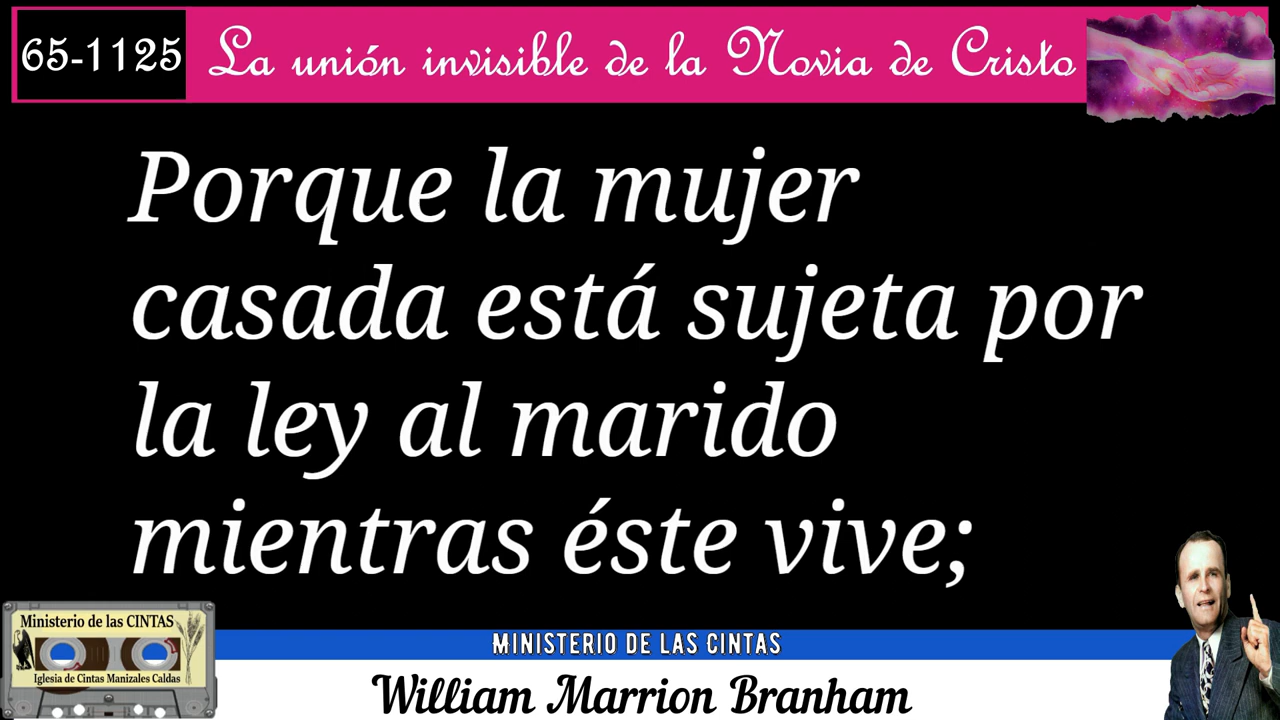 65-1125 La unión invisible de la Novia de Cristo
Porque la mujer
casada está sujeta por
la ley al marido
mientras éste vive;
Ministerio de las CINTAS
Iglesia de Cintas Manizales Caldas
MINISTERIO DE LAS CINTAS
William Marrion Branham